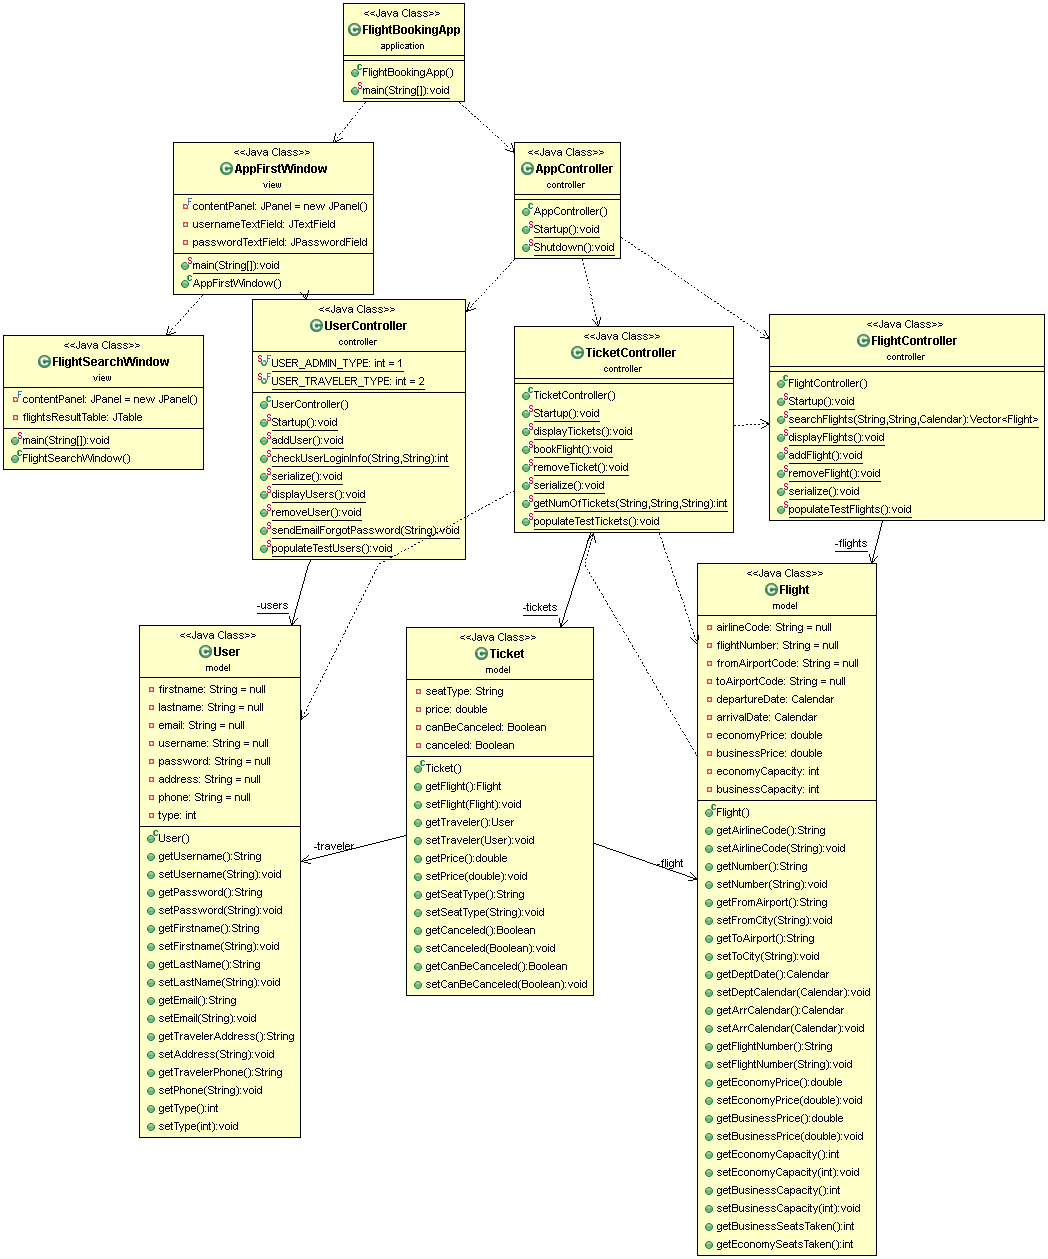 <<Java Class>>
FlightBookingApp
application
FlightBookingApp()
main(String[]):void
<<Java Class>>
AppFirstWindow
view
contentPanel: JPanel = new JPanel()
usernameTextField: JTextField
passwordTextField: JPasswordField
main(String[]):void
AppFirstWindow()
<<Java Class>>
AppController
controller
AppController()
Startup():void
Shutdown():void
<<Java Class>>
FlightSearchWindow
view
contentPanel: JPanel = new JPanel()
flightsResultTable: JTable
main(String[]):void
FlightSearchWindow()
<<Java Class>>
UserController
controller
USER_ADMIN_TYPE: int = 1
USER_TRAVELER_TYPE: int = 2
UserController()
Startup():void
addUser():void
checkUserLoginInfo(String,String):int
serialize():void
displayUsers():void
removeUser():void
sendEmailForgotPassword(String):void
populateTestUsers():void
<<Java Class>>
TicketController
controller
TicketController()
Startup():void
displayTickets():void
bookFlight():void
removeTicket():void
serialize():void
getNumOfTickets(String,String,String):int
populateTestTickets():void
<<Java Class>>
FlightController
controller
FlightController()
Startup():void
searchFlights(String,String,Calendar):Vector<Flight>
displayFlights():void
addFlight():void
removeFlight():void
serialize():void
populateTestFlights():void
-users
-tickets
-flights
<<Java Class>>
User
model
firstname: String = null
lastname: String = null
email: String = null
username: String = null
password: String = null
address: String = null
phone: String = null
type: int
User()
getUsername():String
setUsername(String):void
getPassword():String
setPassword(String):void
getFirstname():String
setFirstname(String):void
getLastName():String
setLastName(String):void
getEmail():String
setEmail(String):void
getTravelerAddress():String
setAddress(String):void
getTravelerPhone():String
setPhone(String):void
getType():int
setType(int):void
-traveler
<<Java Class>>
Ticket
model
seatType: String
price: double
canBeCanceled: Boolean
canceled: Boolean
Ticket()
getFlight():Flight
setFlight(Flight):void
getTraveler():User
setTraveler(User):void
getPrice():double
setPrice(double):void
getSeatType():String
setSeatType(String):void
getCanceled():Boolean
setCanceled(Boolean):void
getCanBeCanceled():Boolean
setCanBeCanceled(Boolean):void
-flight
<<Java Class>>
Flight
model
airlineCode: String = null
flightNumber: String = null
fromAirportCode: String = null
toAirportCode: String = null
departureDate: Calendar
arrivalDate: Calendar
economyPrice: double
businessPrice: double
economyCapacity: int
businessCapacity: int
Flight()
getAirlineCode():String
setAirlineCode(String):void
getNumber():String
setNumber(String):void
getFromAirport():String
setFromCity(String):void
getToAirport():String
setToCity(String):void
getDeptDate():Calendar
setDeptCalendar(Calendar):void
getArrCalendar():Calendar
setArrCalendar(Calendar):void
getFlightNumber():String
setFlightNumber(String):void
getEconomyPrice():double
setEconomyPrice(double):void
getBusinessPrice():double
setBusinessPrice(double):void
getEconomyCapacity():int
setEconomyCapacity(int):void
getBusinessCapacity():int
setBusinessCapacity(int):void
getBusinessSeatsTaken():int
getEconomySeatsTaken():int